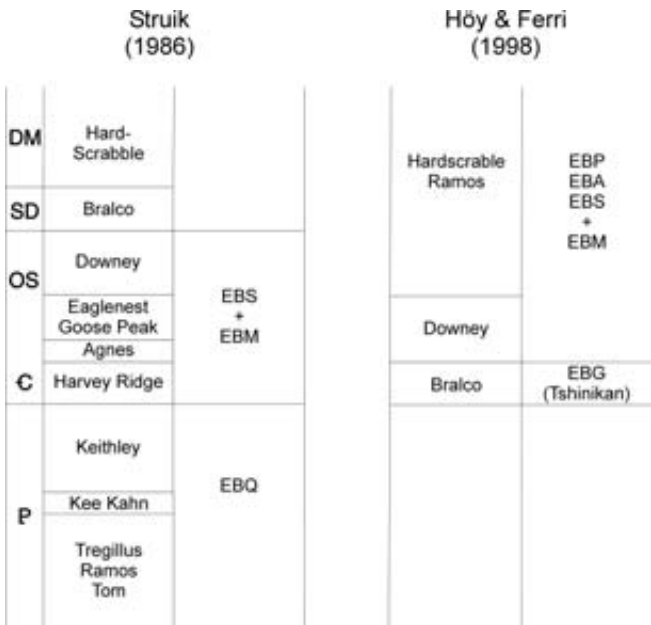 Struik
(1986)
Höy & Ferri
(1998)
DM
Hard-
Scrabble
SD
Bralco
OS
Downey
Eaglenest
Goose Peak
Agnes
Є
Harvey Ridge
EBS
+
EBM
P
Keithley
Kee Kahn
Tregillus
Ramos
Tom
EBQ
Hardscrable
Ramos
EBP
EBA
EBS
+
EBM
Downey
Bralco
EBG
(Tshinikan)